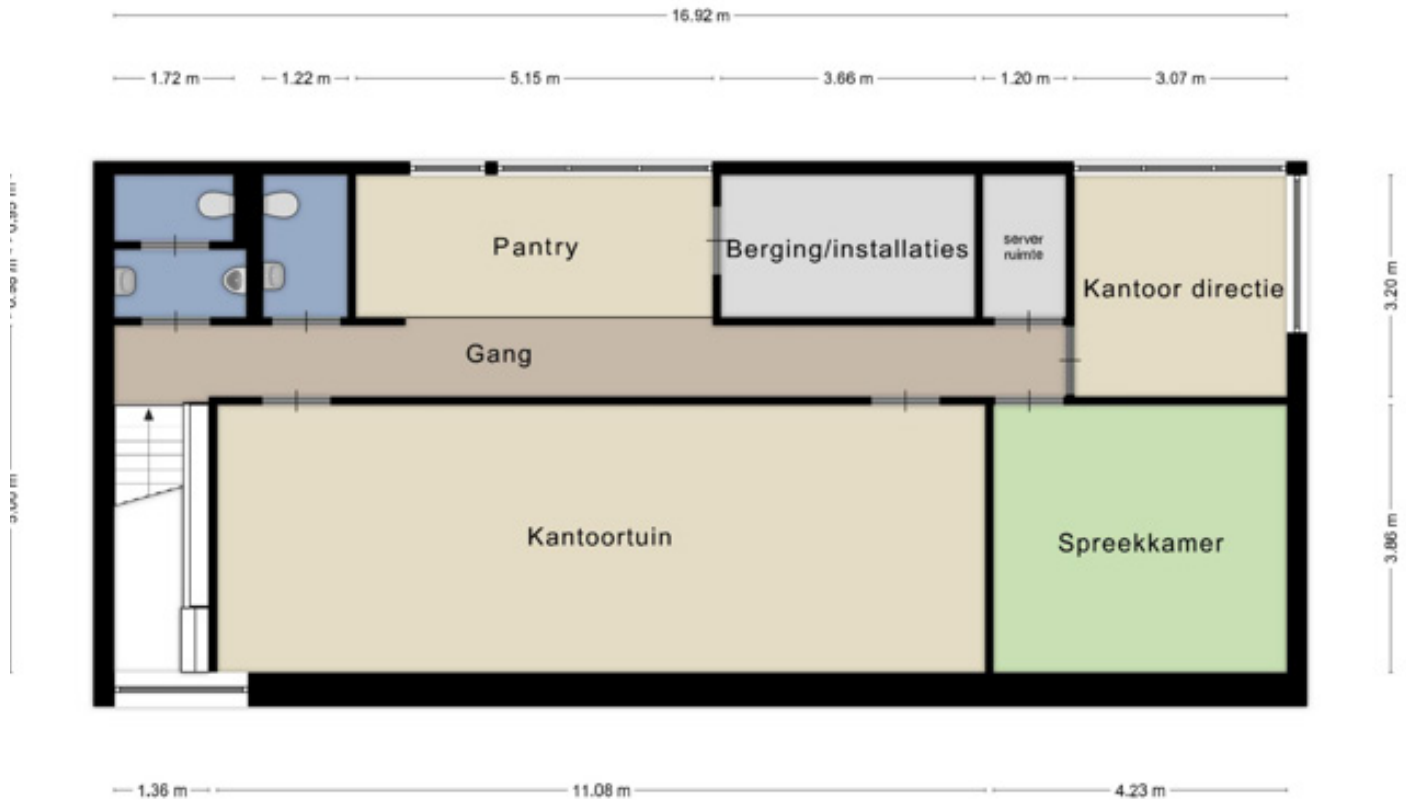 16.92 m
1.72 m
1.22 m
5.15 m
3.66 m
1.20 m
3.07 m
Pantry
Berging/installaties
server
ruimte
Kantoor directie
3.20 m
Gang
Kantoortuin
Spreekkamer
3.86 m
1.36 m
11.08 m
4.23 m